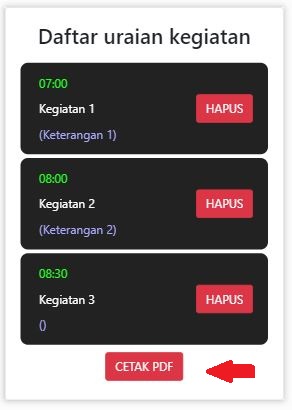 Daftar uraian kegiatan
07:00
Kegiatan 1
HAPUS
(Keterangan 1)
08:00
Kegiatan 2
HAPUS
(Keterangan 2)
08:30
Kegiatan 3
HAPUS
()
CETAK PDF